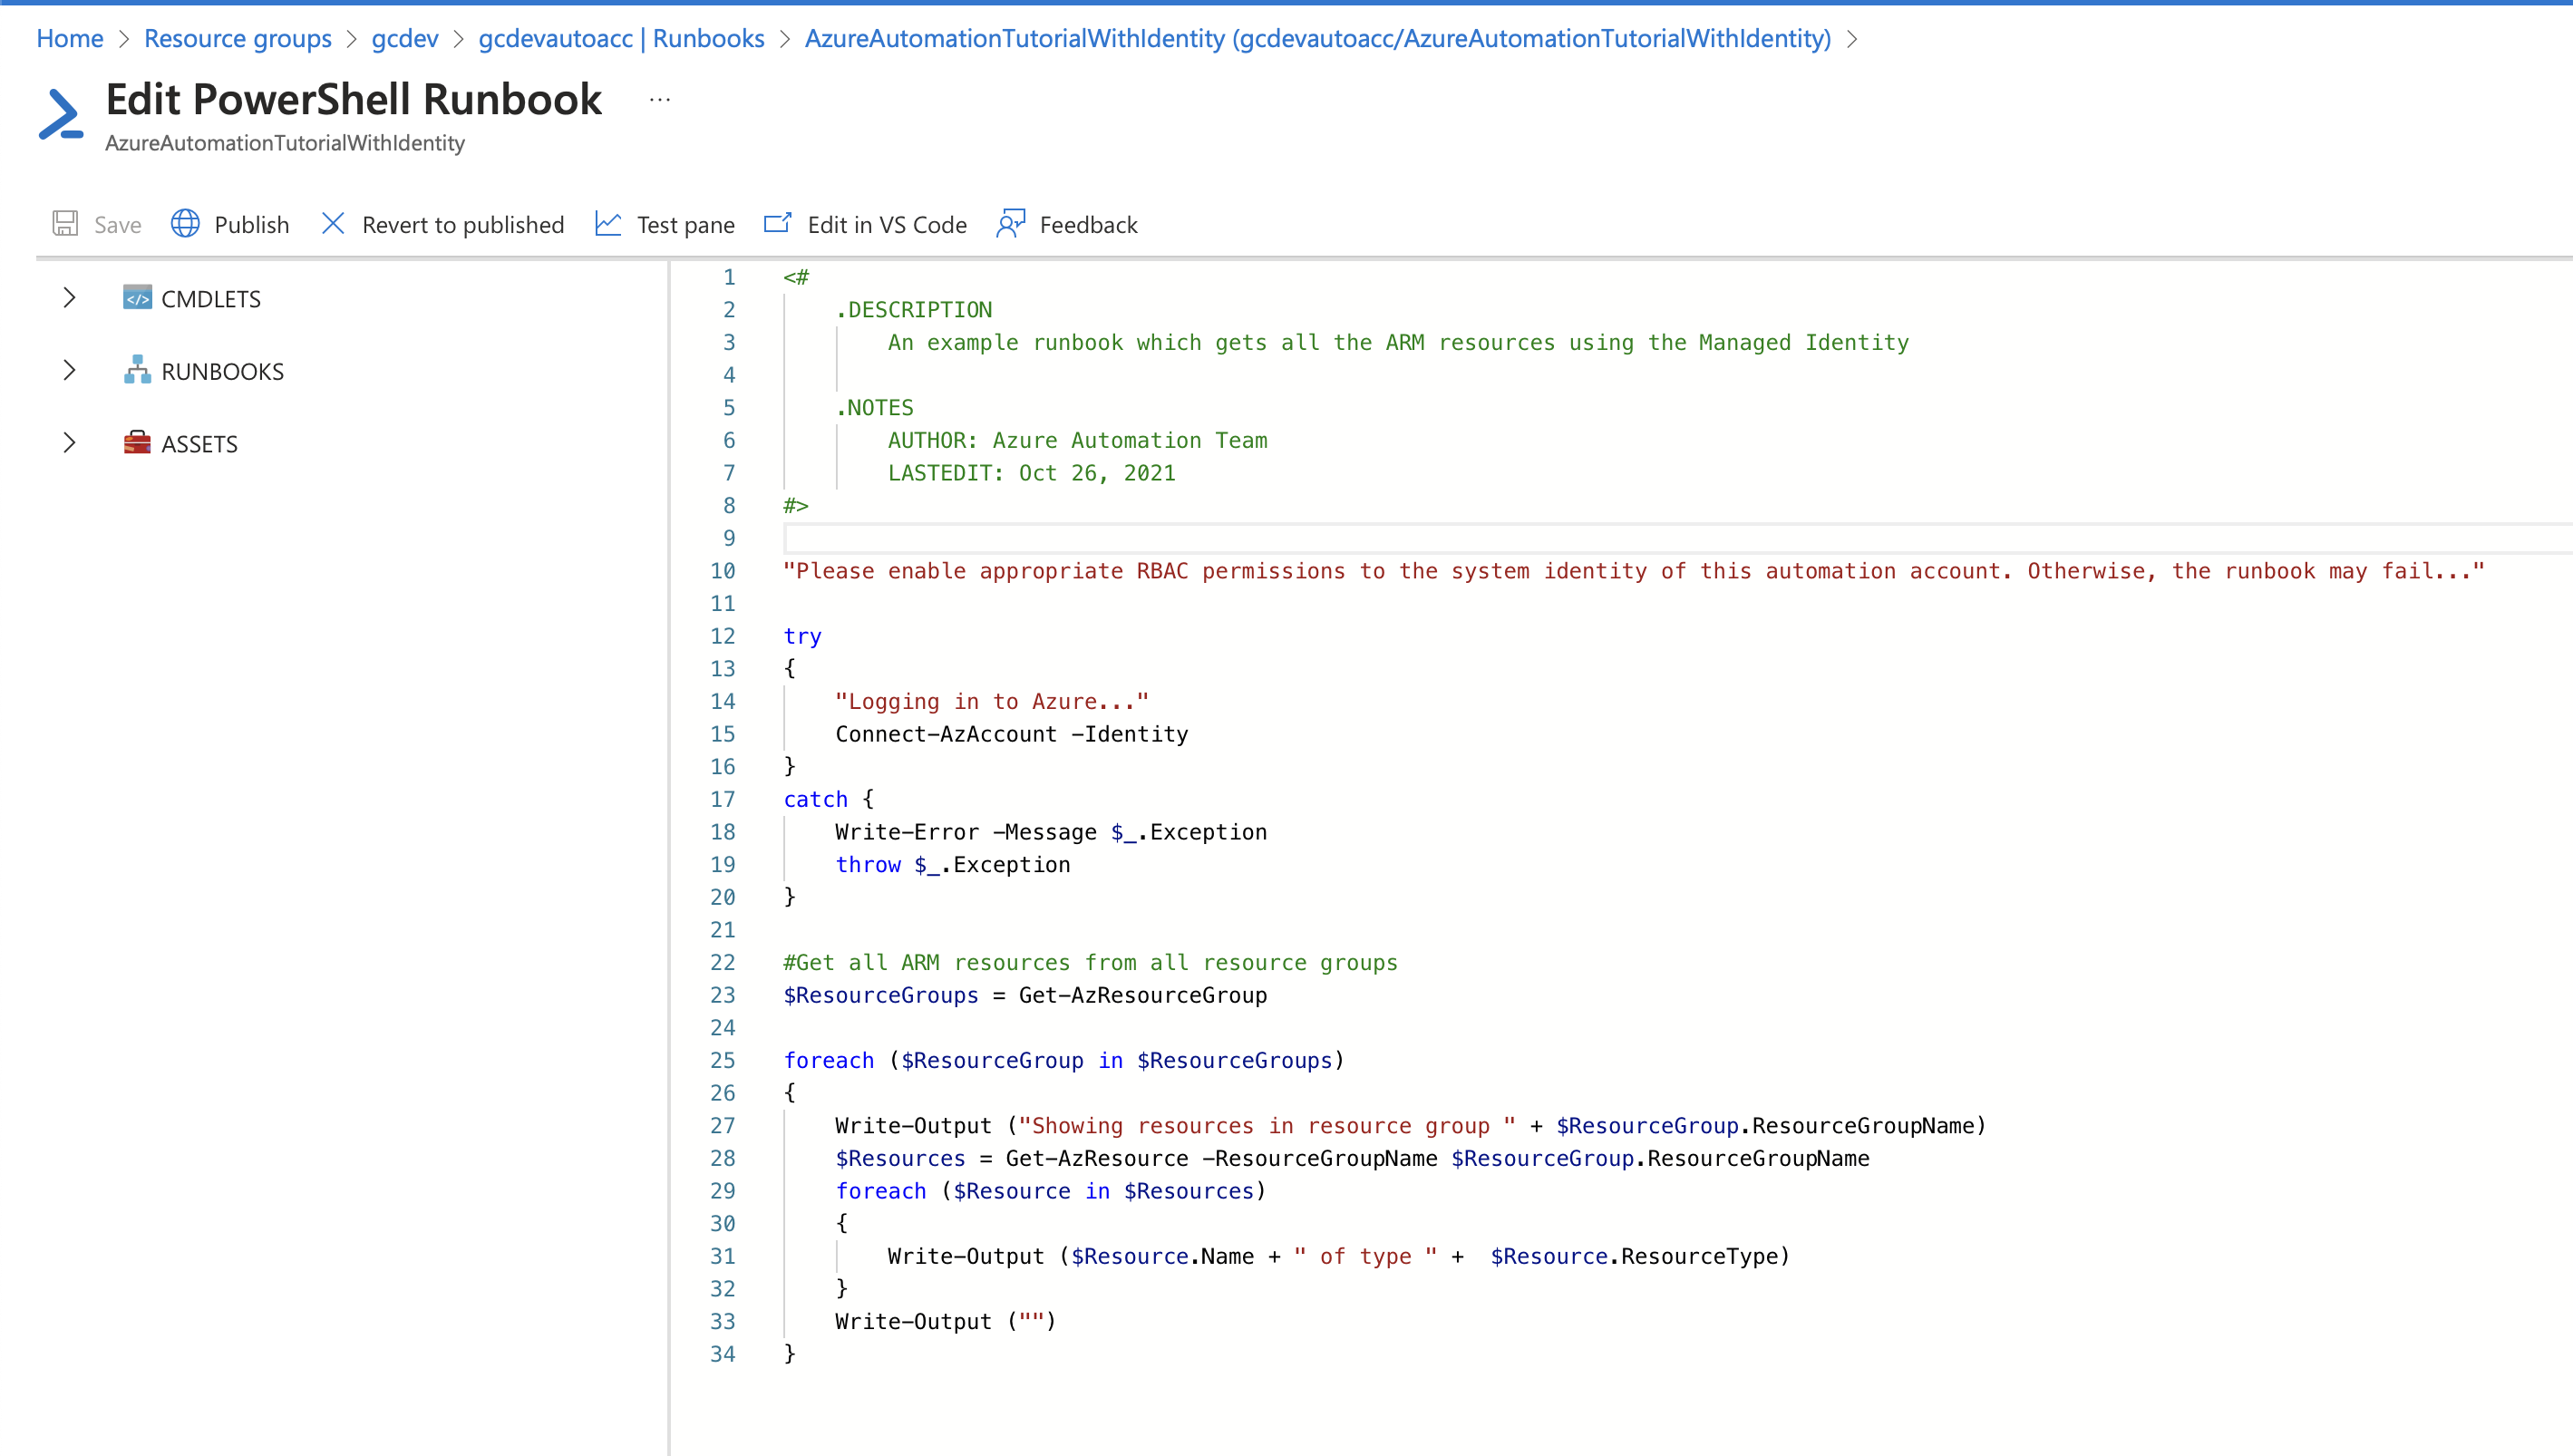 Home > Resource groups > gcdev > gcdevautoacc | Runbooks > AzureAutomationTutorialWithIdentity (gcdevautoacc/AzureAutomationTutorialWithIdentity) >
Edit PowerShell Runbook ...
AzureAutomationTutorialWithIdentity
Save Publish Revert to published Test pane Edit in VS Code Feedback
CMDLETS
RUNBOOKS
ASSETS
1 <#
2     .DESCRIPTION
3         An example runbook which gets all the ARM resources using the Managed Identity
4
5     .NOTES
6         AUTHOR: Azure Automation Team
7         LASTEDIT: Oct 26, 2021
8 #>
9
10 "Please enable appropriate RBAC permissions to the system identity of this automation account. Otherwise, the runbook may fail..."
11
12 try
13 {
14     "Logging in to Azure..."
15     Connect-AzAccount -Identity
16 }
17 catch {
18     Write-Error -Message $_.Exception
19     throw $_.Exception
20 }
21
22 #Get all ARM resources from all resource groups
23 $ResourceGroups = Get-AzResourceGroup
24
25 foreach ($ResourceGroup in $ResourceGroups)
26 {
27     Write-Output ("Showing resources in resource group " + $ResourceGroup.ResourceGroupName)
28     $Resources = Get-AzResource -ResourceGroupName $ResourceGroup.ResourceGroupName
29     foreach ($Resource in $Resources)
30     {
31         Write-Output ($Resource.Name + " of type " +  $Resource.ResourceType)
32     }
33     Write-Output ("")
34 }